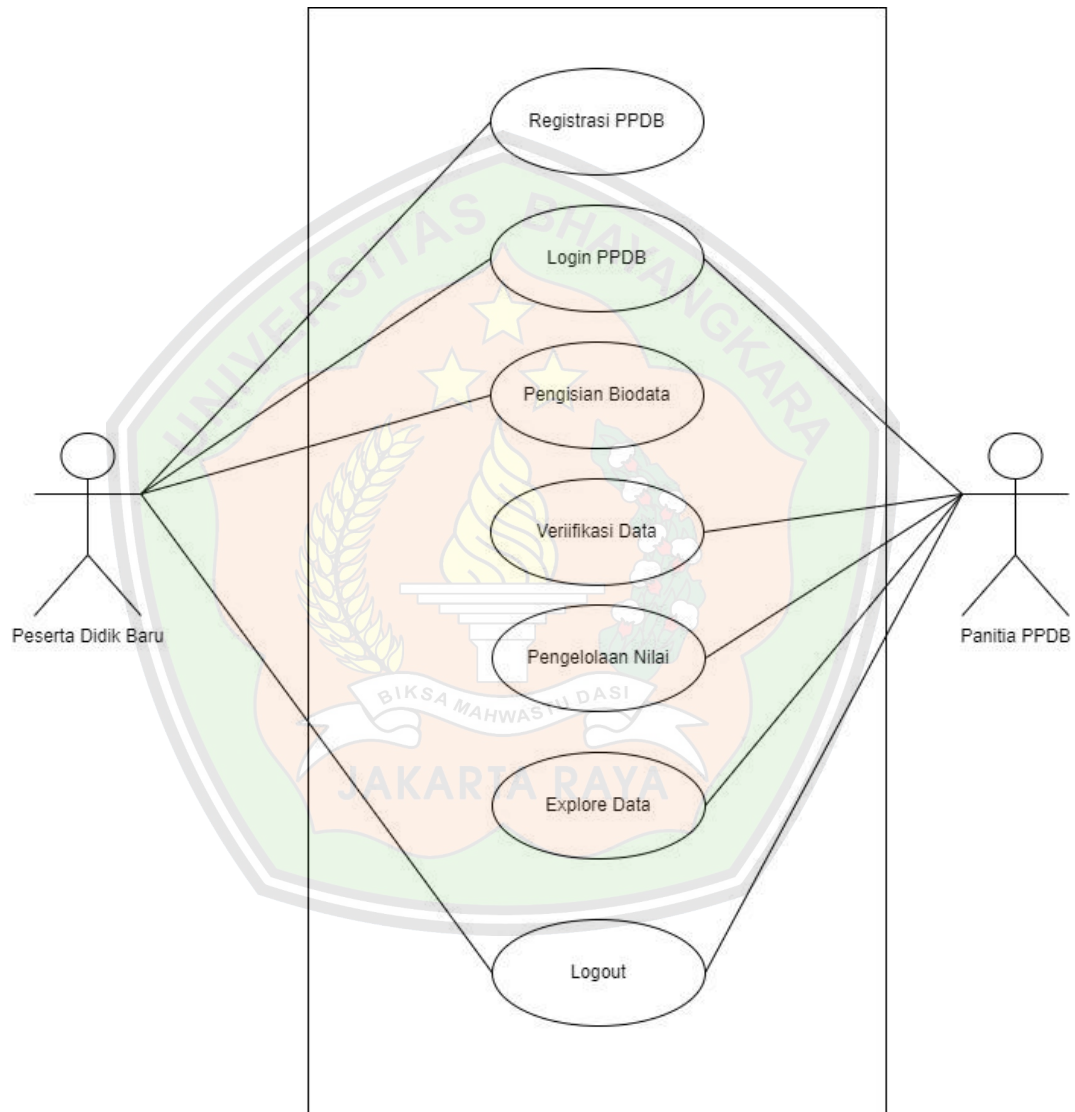 Registrasi PPDB
UNIVERSITAS BHAYANGKARA
Login PPDB
Pengisian Biodata
Veriifikasi Data
Peserta Didik Baru
Panitia PPDB
Pengelolaan Nilai
BIKSA MAHWASTU DASI
JAKARTA RAYA
Explore Data
Logout